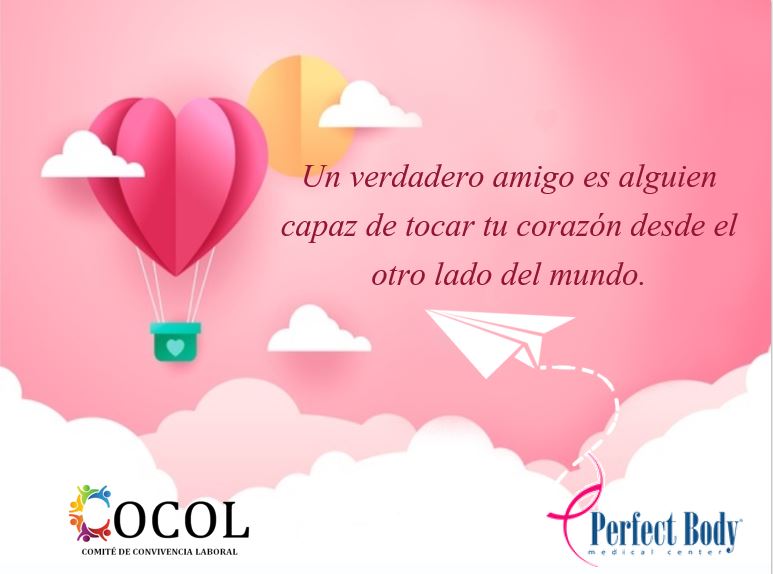 Un verdadero amigo es alguien
capaz de tocar tu corazón desde el
otro lado del mundo.
COCOL
COMITÉ DE CONVIVENCIA LABORAL
Perfect Body
medical center